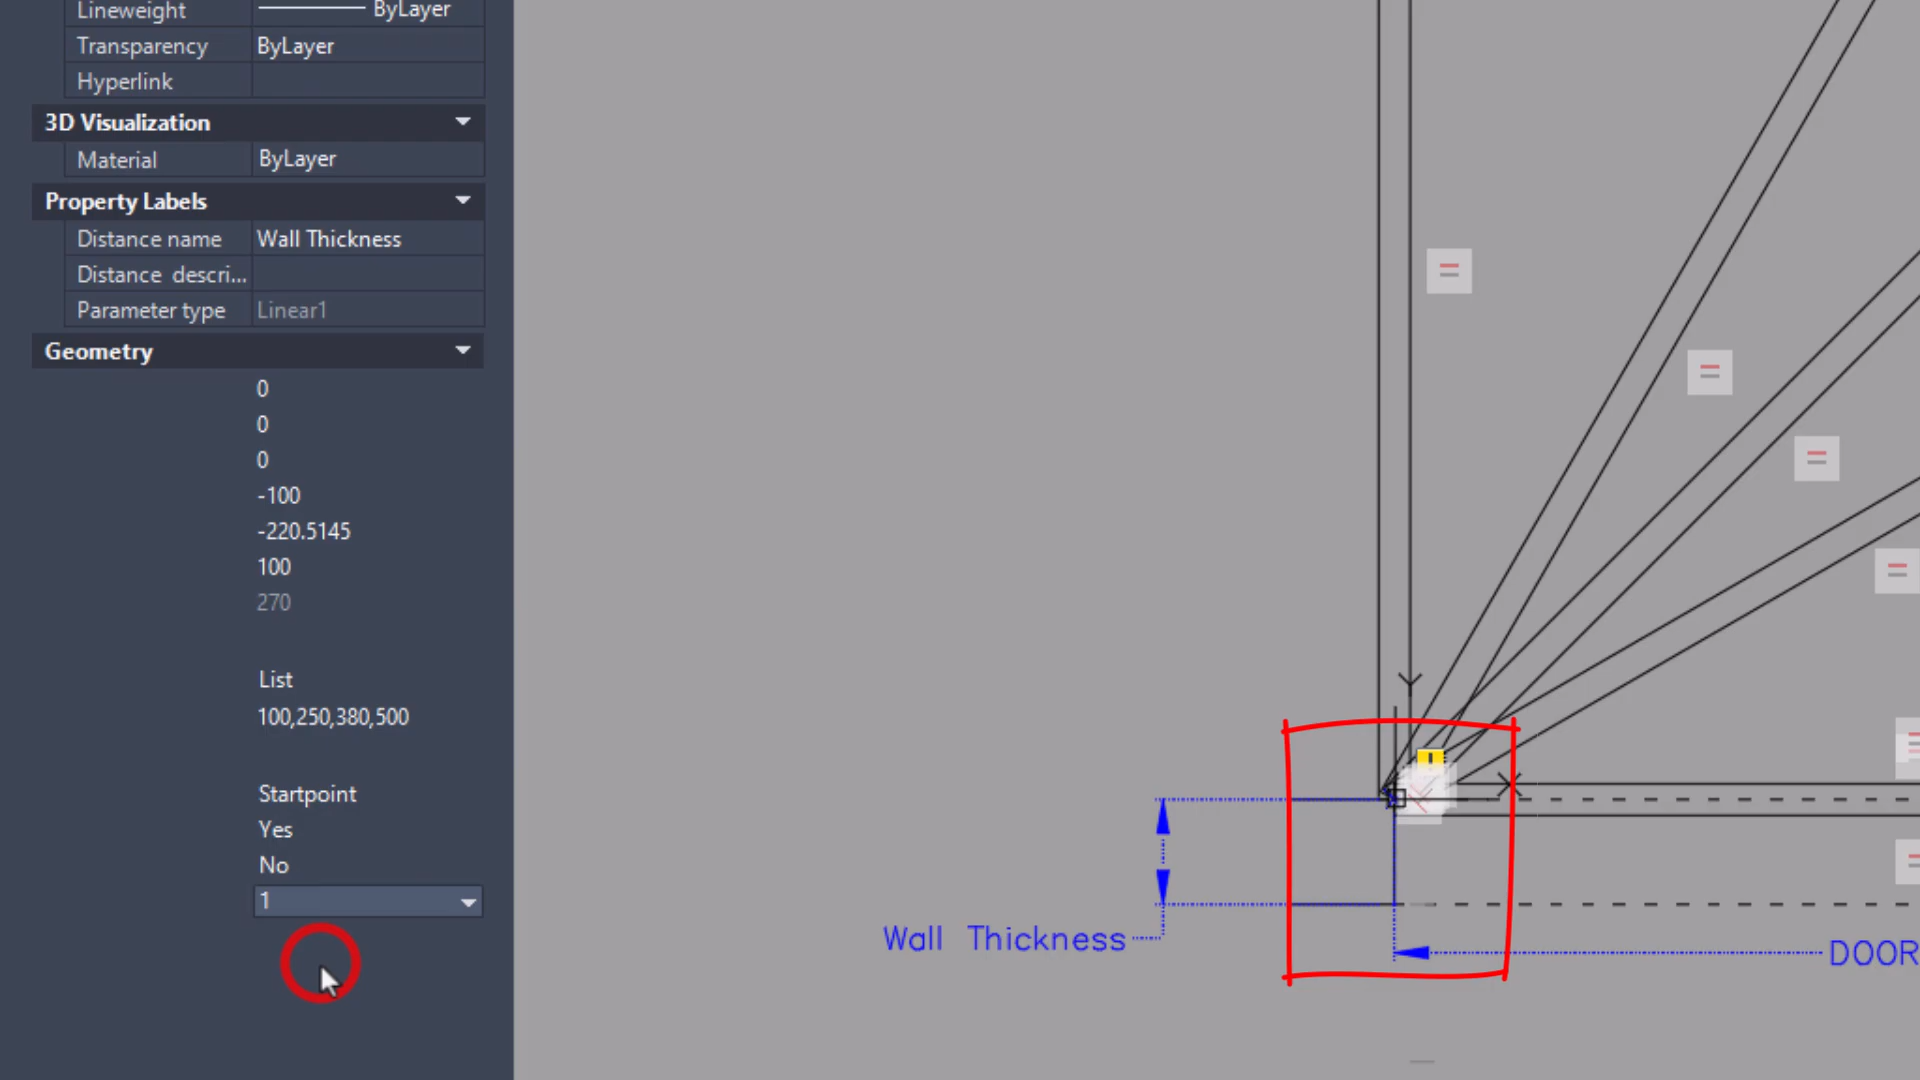 Lineweight ByLayer
Transparency ByLayer
Hyperlink
3D Visualization
Material ByLayer
Property Labels
Distance name Wall Thickness
Distance descri...
Parameter type Linear1
Geometry
0
0
0
-100
-220.5145
100
270
List
100,250,380,500
Startpoint
Yes
No
1
Y
X
Wall Thickness
DOOR